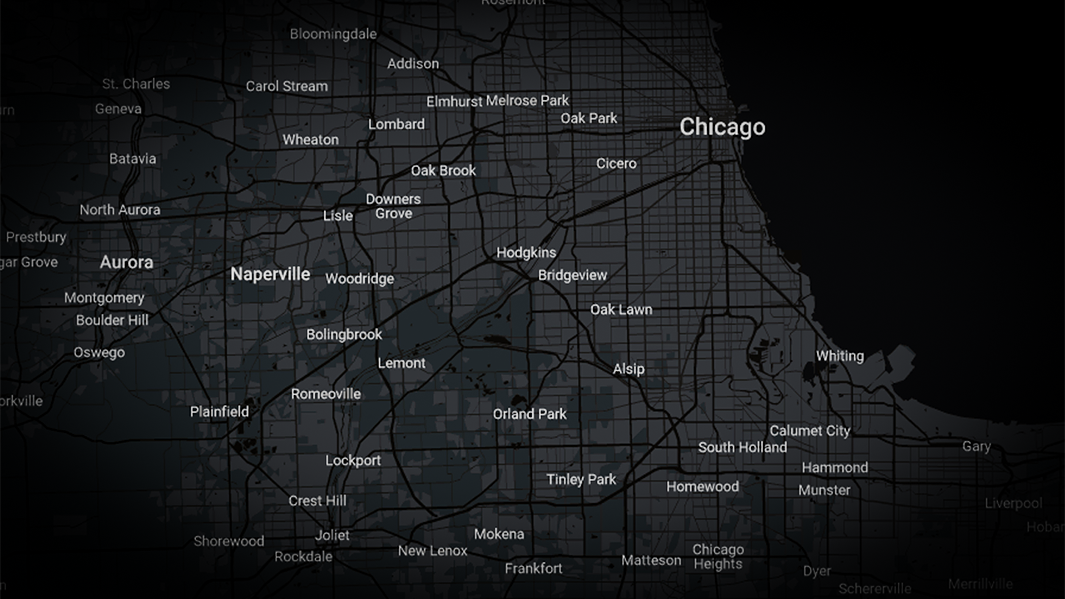 Rosemont
Bloomingdale
Addison
St. Charles
Carol Stream
Geneva
Elmhurst
Melrose Park
Oak Park
Lombard
Chicago
Wheaton
Batavia
Cicero
Oak Brook
Downers
Grove
North Aurora
Lisle
Prestbury
Hodgkins
gar Grove
Aurora
Naperville
Woodridge
Bridgeview
Montgomery
Oak Lawn
Boulder Hill
Bolingbrook
Oswego
Whiting
Lemont
Alsip
Romeoville
orkville
Plainfield
Orland Park
Calumet City
South Holland
Gary
Lockport
Hammond
Tinley Park
Homewood
Munster
Crest Hill
Liverpool
Hobar
Joliet
Mokena
Shorewood
New Lenox
Chicago
Heights
Rockdale
Matteson
Frankfort
Dyer
Merrillville
Schererville